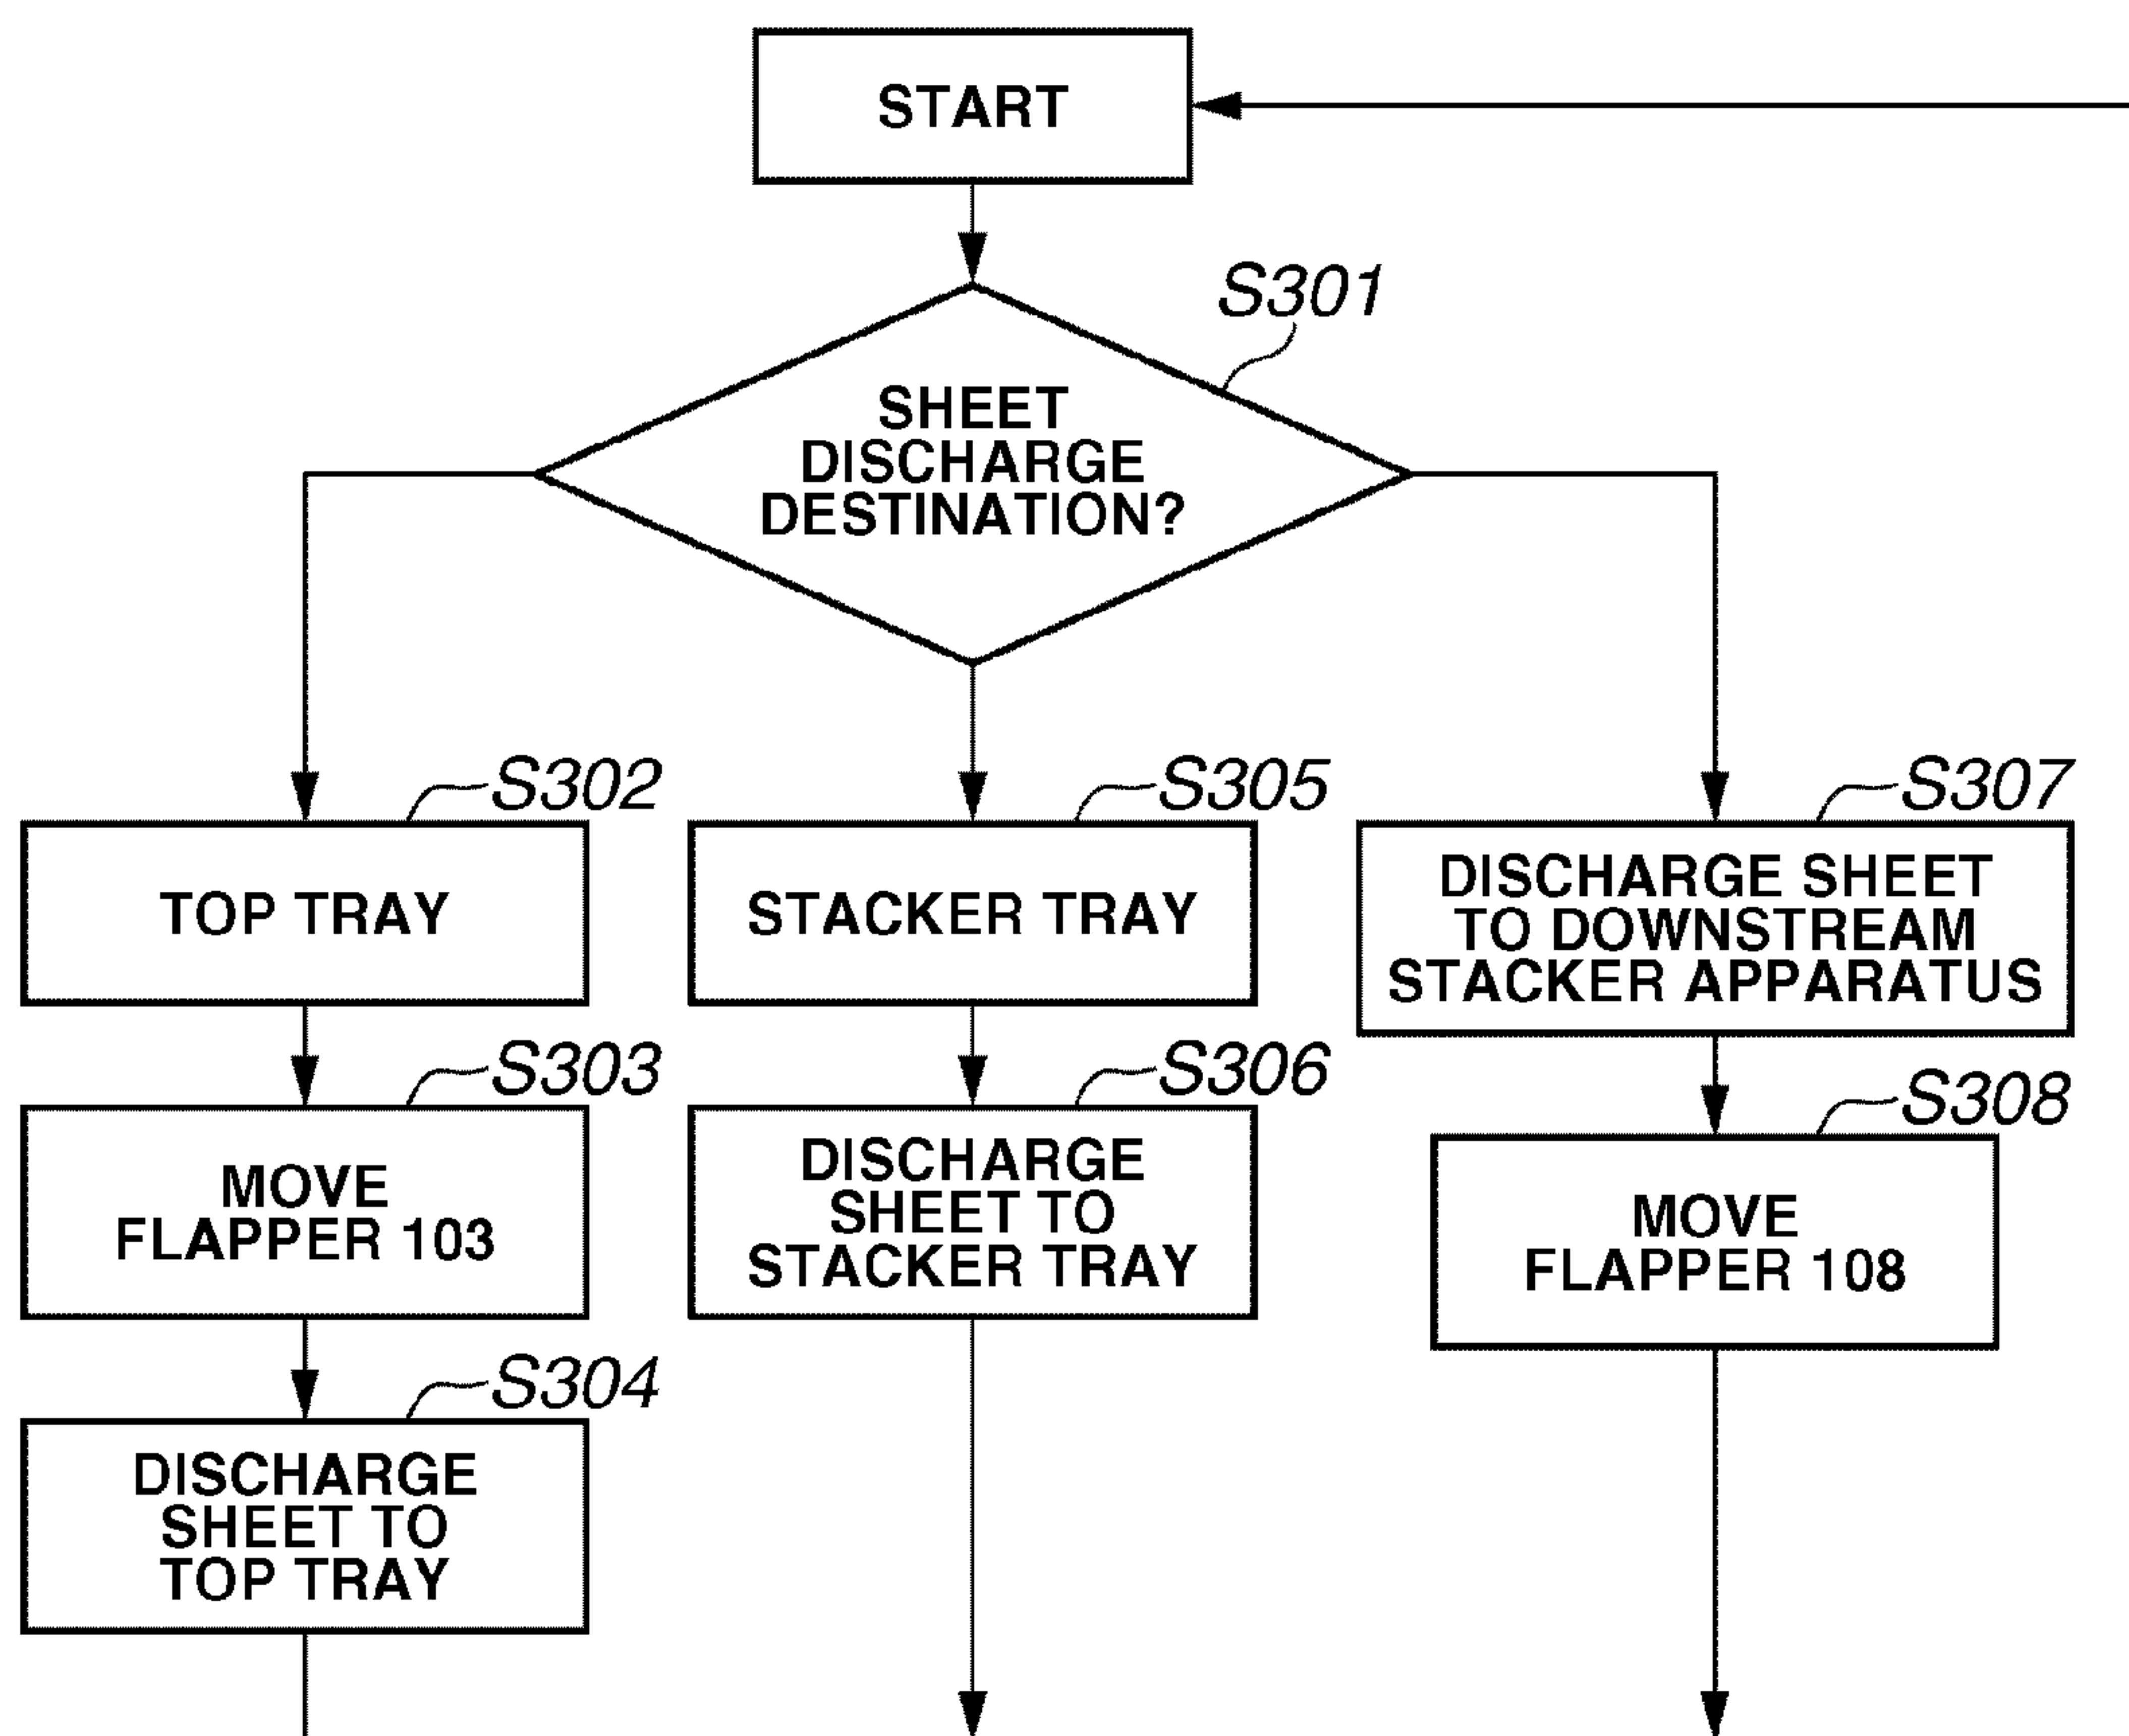 START
S301
SHEET
DISCHARGE
DESTINATION?
S302
TOP TRAY
S303
MOVE
FLAPPER 103
S304
DISCHARGE
SHEET TO
TOP TRAY
S305
STACKER TRAY
S306
DISCHARGE
SHEET TO
STACKER TRAY
S307
DISCHARGE SHEET
TO DOWNSTREAM
STACKER APPARATUS
S308
MOVE
FLAPPER 108